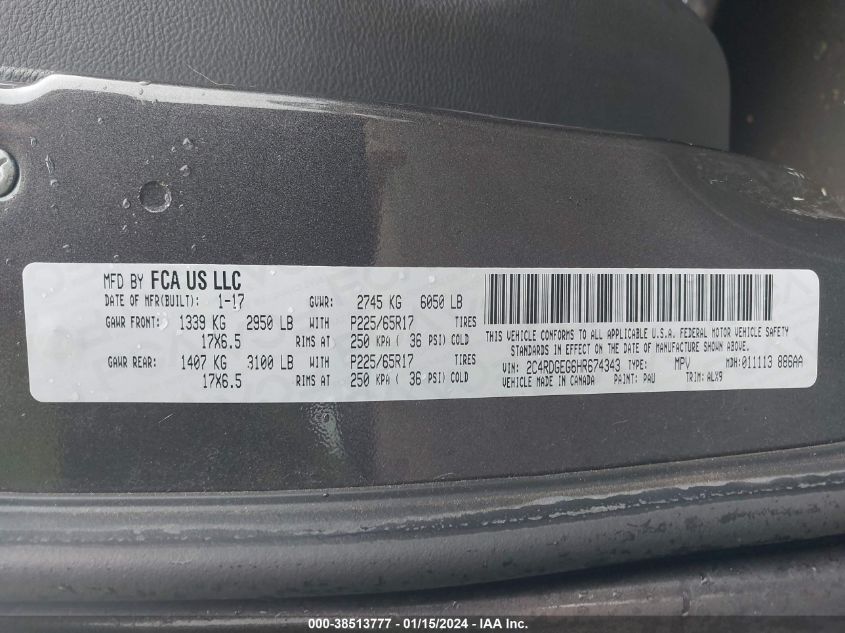 MFD BY FCA US LLC
DATE OF MFR(BUILT): 1-17 GVWR: 2745 KG 6050 LB
GAWR FRONT: 1339 KG 2950 LB WITH P225/65R17 TIRES
17X6.5 RIMS AT 250 KPA ( 36 PSI) COLD
GAWR REAR: 1407 KG 3100 LB WITH P225/65R17 TIRES
17X6.5 RIMS AT 250 KPA ( 36 PSI) COLD
THIS VEHICLE CONFORMS TO ALL APPLICABLE U.S.A. FEDERAL MOTOR VEHICLE SAFETY
STANDARDS IN EFFECT ON THE DATE OF MANUFACTURE SHOWN ABOVE.
VIN: 2C4RDGEG6HR674343 TYPE: MPV MDH:011113 886AA
VEHICLE MADE IN CANADA PAINT: PAU TRIM: ALX9
000-38513777 - 01/15/2024 - IAA Inc.